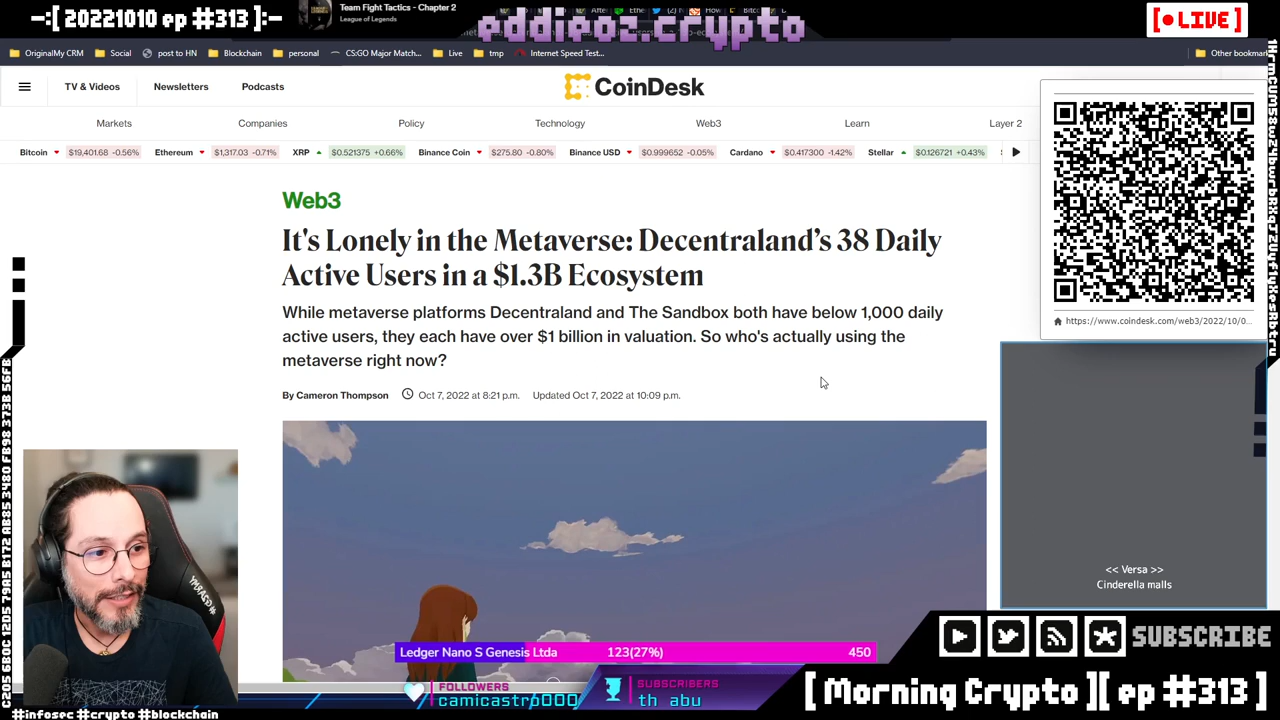 -:[ 20221010 ep #313 ]:-
Team Fight Tactics - Chapter 2
League of Legends
eddieoz.crypto
[ • LIVE ]
OriginalMy CRM
Social
post to HN
Blockchain
personal
CS:GO Major Match...
Live
tmp
Internet Speed Test...
Other bookmar
TV & Videos
Newsletters
Podcasts
CoinDesk
Markets
Companies
Policy
Technology
Web3
Learn
Layer 2
Bitcoin $19,401.68 -0.56% Ethereum $1,317.03 -0.71% XRP $0.521375 +0.66% Binance Coin $275.80 -0.80% Binance USD $0.999652 -0.05% Cardano $0.417300 -1.42% Stellar $0.126721 +0.43%
https://www.coindesk.com/web3/2022/10/0...
Web3
It's Lonely in the Metaverse: Decentraland’s 38 Daily
Active Users in a $1.3B Ecosystem
While metaverse platforms Decentraland and The Sandbox both have below 1,000 daily
active users, they each have over $1 billion in valuation. So who's actually using the
metaverse right now?
By Cameron Thompson
Oct 7, 2022 at 8:21 p.m.
Updated Oct 7, 2022 at 10:09 p.m.
<< Versa >>
Cinderella malls
Ledger Nano S Genesis Ltda 123(27%) 450
FOLLOWERS
camicastro000
SUBSCRIBERS
th_abu
SUBSCRIBE
[ Morning Crypto ][ ep #313 ]
#infosec #crypto #blockchain